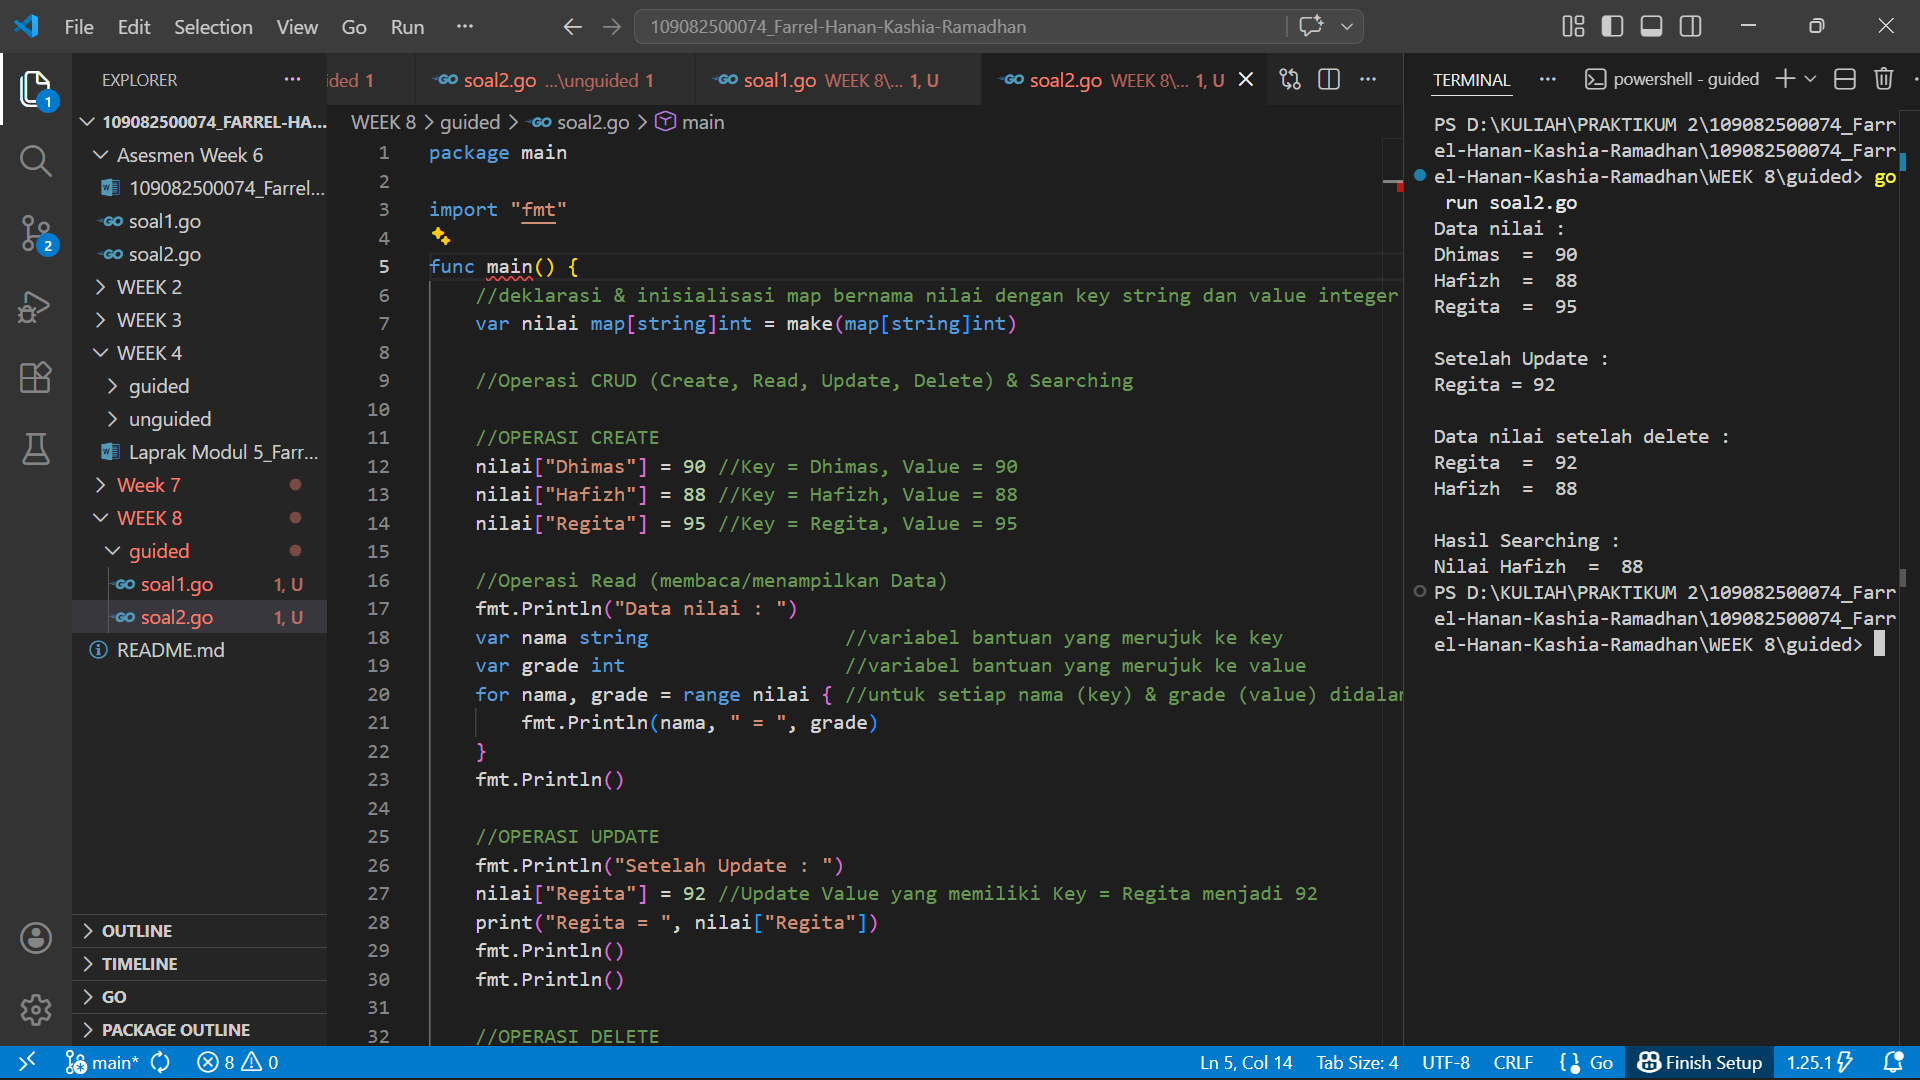 File Edit Selection View Go Run ···
109082500074_Farrel-Hanan-Kashia-Ramadhan
EXPLORER
109082500074_FARREL-HA...
Asesmen Week 6
109082500074_Farrel...
soal1.go
soal2.go
WEEK 2
WEEK 3
WEEK 4
guided
unguided
Laprak Modul 5_Farr...
Week 7
WEEK 8
guided
soal1.go 1, U
soal2.go 1, U
README.md
OUTLINE
TIMELINE
GO
PACKAGE OUTLINE
1
2
ided 1
soal2.go ...\unguided 1
soal1.go WEEK 8\... 1, U
soal2.go WEEK 8\... 1, U
WEEK 8 > guided > soal2.go > main
1 package main
2
3 import "fmt"
4
5 func main() {
6 //deklarasi & inisialisasi map bernama nilai dengan key string dan value integer
7 var nilai map[string]int = make(map[string]int)
8
9 //Operasi CRUD (Create, Read, Update, Delete) & Searching
10
11 //OPERASI CREATE
12 nilai["Dhimas"] = 90 //Key = Dhimas, Value = 90
13 nilai["Hafizh"] = 88 //Key = Hafizh, Value = 88
14 nilai["Regita"] = 95 //Key = Regita, Value = 95
15
16 //Operasi Read (membaca/menampilkan Data)
17 fmt.Println("Data nilai : ")
18 var nama string //variabel bantuan yang merujuk ke key
19 var grade int //variabel bantuan yang merujuk ke value
20 for nama, grade = range nilai { //untuk setiap nama (key) & grade (value) didalam
21 fmt.Println(nama, " = ", grade)
22 }
23 fmt.Println()
24
25 //OPERASI UPDATE
26 fmt.Println("Setelah Update : ")
27 nilai["Regita"] = 92 //Update Value yang memiliki Key = Regita menjadi 92
28 print("Regita = ", nilai["Regita"])
29 fmt.Println()
30 fmt.Println()
31
32 //OPERASI DELETE
TERMINAL ··· powershell - guided
PS D:\KULIAH\PRAKTIKUM 2\109082500074_Farr
el-Hanan-Kashia-Ramadhan\109082500074_Farr
el-Hanan-Kashia-Ramadhan\WEEK 8\guided> go
run soal2.go
Data nilai :
Dhimas = 90
Hafizh = 88
Regita = 95
Setelah Update :
Regita = 92
Data nilai setelah delete :
Regita = 92
Hafizh = 88
Hasil Searching :
Nilai Hafizh = 88
PS D:\KULIAH\PRAKTIKUM 2\109082500074_Farr
el-Hanan-Kashia-Ramadhan\109082500074_Farr
el-Hanan-Kashia-Ramadhan\WEEK 8\guided>
main* 8 0 Ln 5, Col 14 Tab Size: 4 UTF-8 CRLF Go Finish Setup 1.25.1